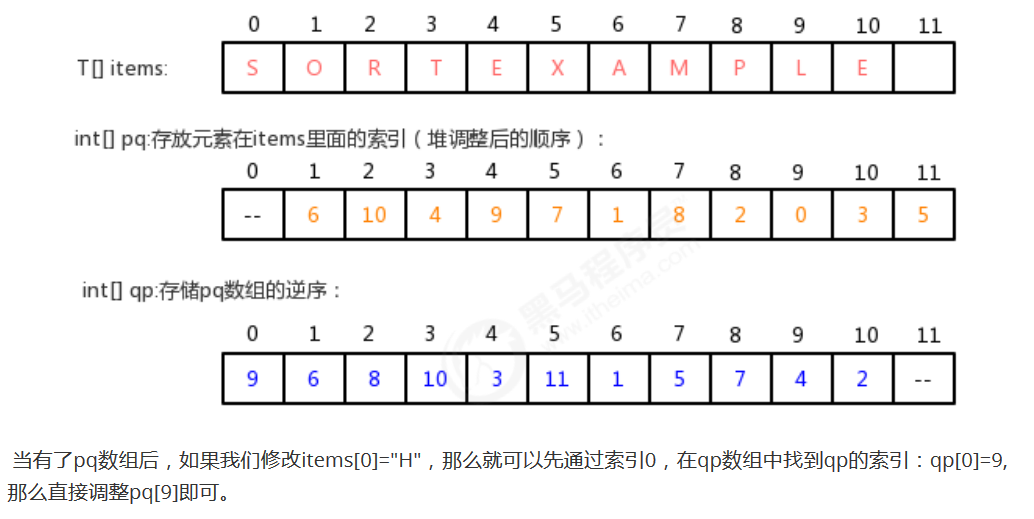 0 1 2 3 4 5 6 7 8 9 10 11
T[] items: S O R T E X A M P L E
int[] pq:存放元素在items里面的索引（堆调整后的顺序）：
0 1 2 3 4 5 6 7 8 9 10 11
-- 6 10 4 9 7 1 8 2 0 3 5
int[] qp:存储pq数组的逆序：
黑马程序员
www.itheima.com
0 1 2 3 4 5 6 7 8 9 10 11
9 6 8 10 3 11 1 5 7 4 2 --
当有了pq数组后，如果我们修改items[0]="H"，那么就可以先通过索引0，在qp数组中找到qp的索引：qp[0]=9,
那么直接调整pq[9]即可。